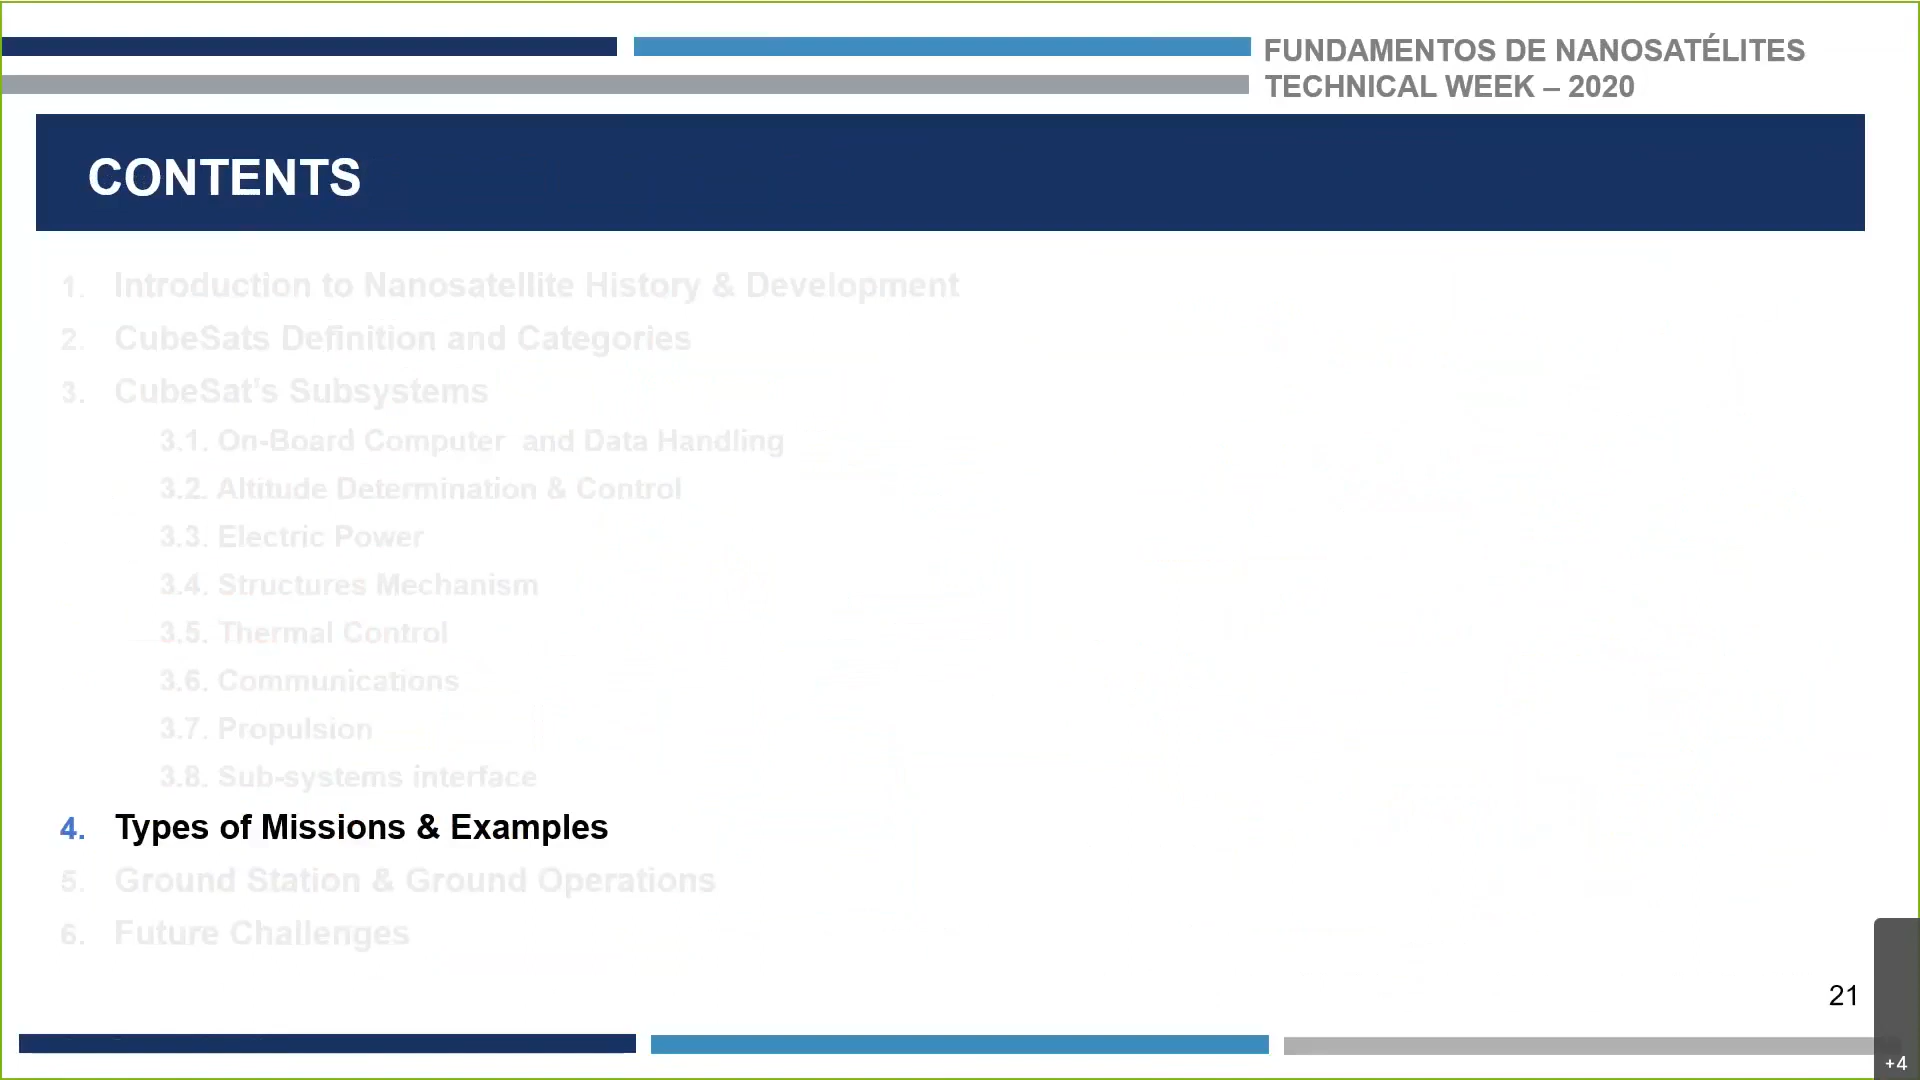 FUNDAMENTOS DE NANOSATÉLITES
TECHNICAL WEEK – 2020
CONTENTS
1. Introduction to Nanosatellite History & Development
2. CubeSats Definition and Categories
3. CubeSat's Subsystems
3.1. On-Board Computer and Data Handling
3.2. Altitude Determination & Control
3.3. Electric Power
3.4. Structures Mechanism
3.5. Thermal Control
3.6. Communications
3.7. Propulsion
3.8. Sub-systems interface
4. Types of Missions & Examples
5. Ground Station & Ground Operations
6. Future Challenges
21
+4